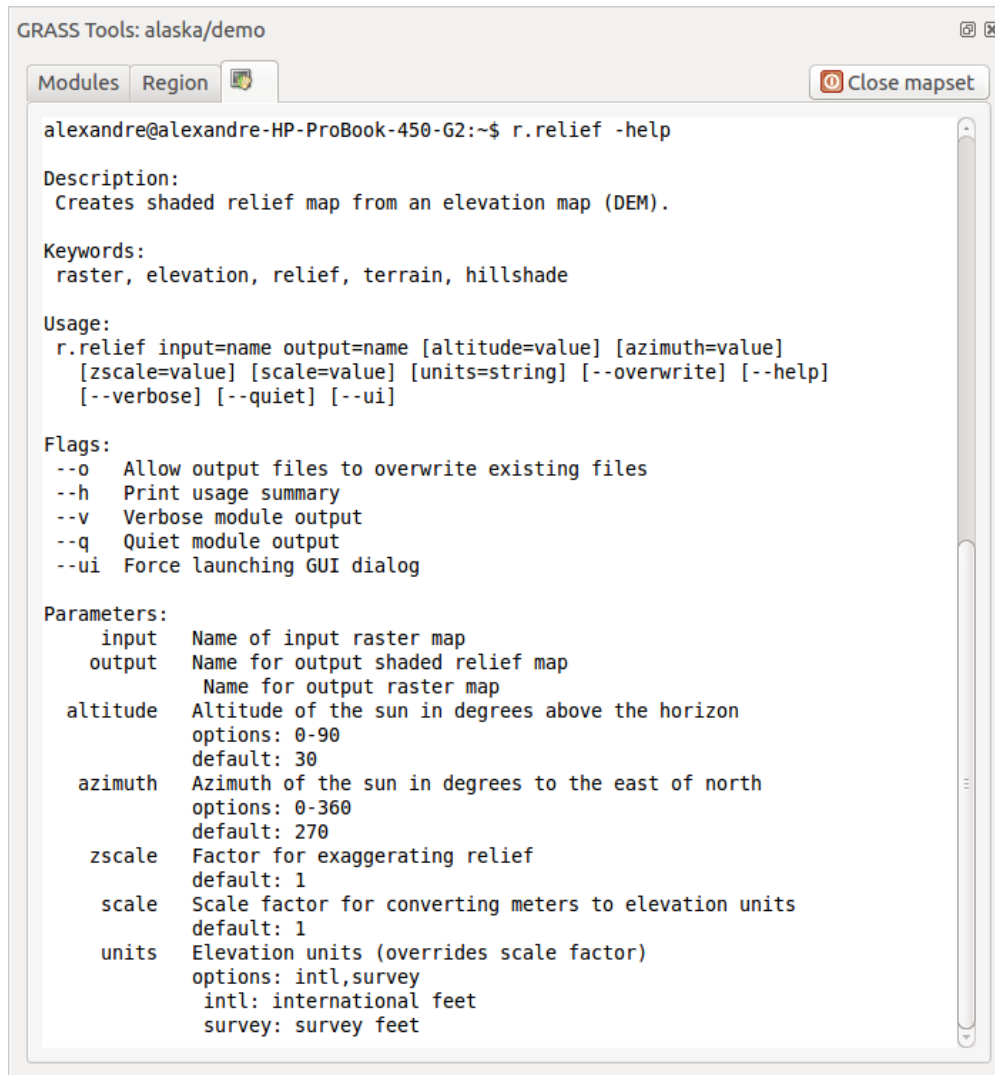 GRASS Tools: alaska/demo
Modules Region Close mapset
alexandre@alexandre-HP-ProBook-450-G2:~$ r.relief -help
Description:
Creates shaded relief map from an elevation map (DEM).
Keywords:
raster, elevation, relief, terrain, hillshade
Usage:
r.relief input=name output=name [altitude=value] [azimuth=value]
[zscale=value] [scale=value] [units=string] [--overwrite] [--help]
[--verbose] [--quiet] [--ui]
Flags:
--o Allow output files to overwrite existing files
--h Print usage summary
--v Verbose module output
--q Quiet module output
--ui Force launching GUI dialog
Parameters:
input Name of input raster map
output Name for output shaded relief map
Name for output raster map
altitude Altitude of the sun in degrees above the horizon
options: 0-90
default: 30
azimuth Azimuth of the sun in degrees to the east of north
options: 0-360
default: 270
zscale Factor for exaggerating relief
default: 1
scale Scale factor for converting meters to elevation units
default: 1
units Elevation units (overrides scale factor)
options: intl,survey
intl: international feet
survey: survey feet